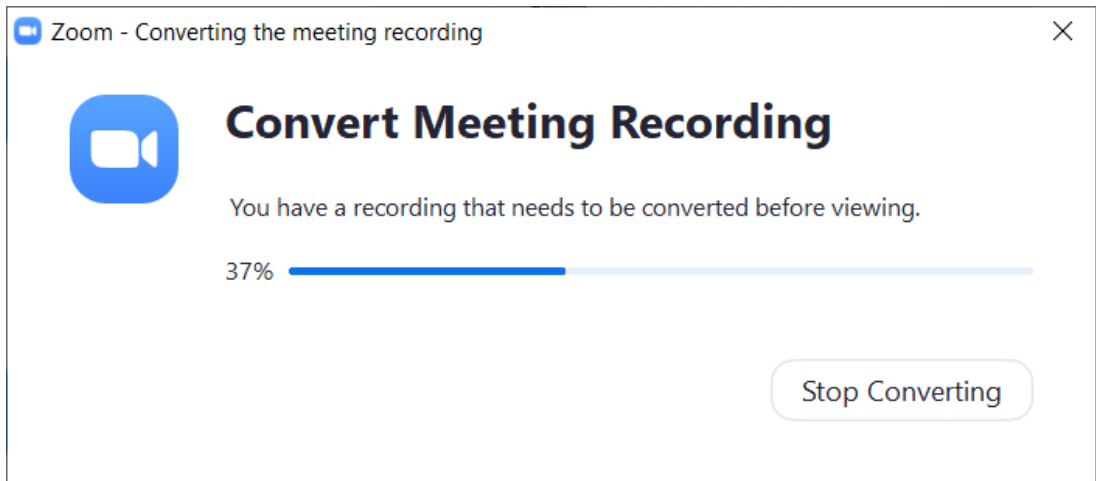 Zoom - Converting the meeting recording
Convert Meeting Recording
You have a recording that needs to be converted before viewing.
37%
Stop Converting